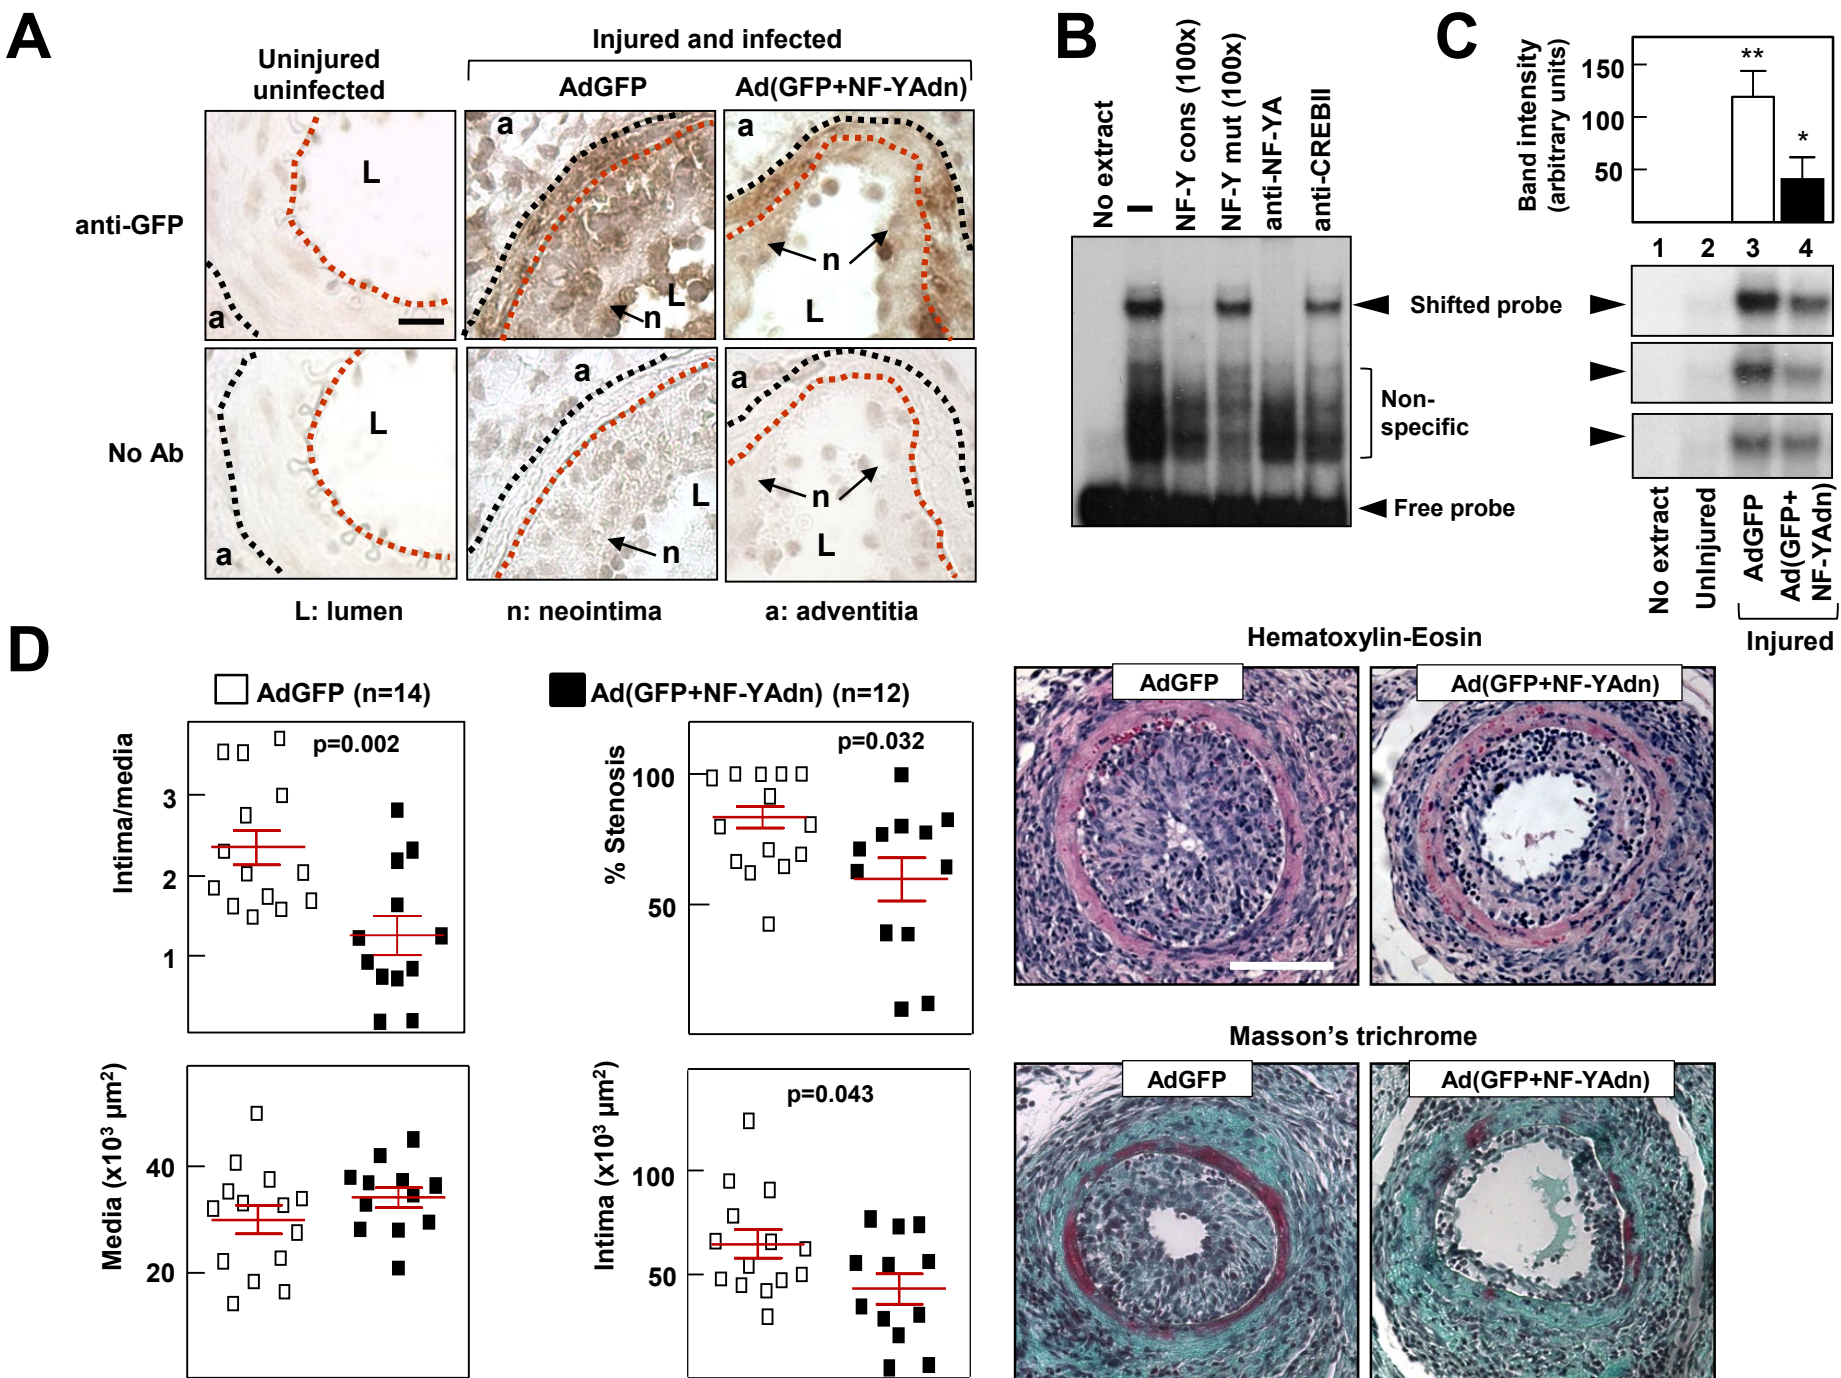 A
Uninjured
uninfected
Injured and infected
AdGFP
Ad(GFP+NF-YAdn)
anti-GFP
No Ab
a
L
a
L
n
a
n
L
a
L
a
L
n
a
n
L
L: lumen
n: neointima
a: adventitia
B
No extract
–
NF-Y cons (100x)
NF-Y mut (100x)
anti-NF-YA
anti-CREBII
Shifted probe
Non-
specific
Free probe
C
Band intensity
(arbitrary units)
150
100
50
**
*
1 2 3 4
No extract
UnInjured
AdGFP
Ad(GFP+
NF-YAdn)
Injured
D
AdGFP (n=14)
Ad(GFP+NF-YAdn) (n=12)
Intima/media
3
2
1
p=0.002
% Stenosis
100
50
p=0.032
Media (x10³ µm²)
40
20
Intima (x10³ µm²)
100
50
p=0.043
Hematoxylin-Eosin
AdGFP
Ad(GFP+NF-YAdn)
Masson’s trichrome
AdGFP
Ad(GFP+NF-YAdn)